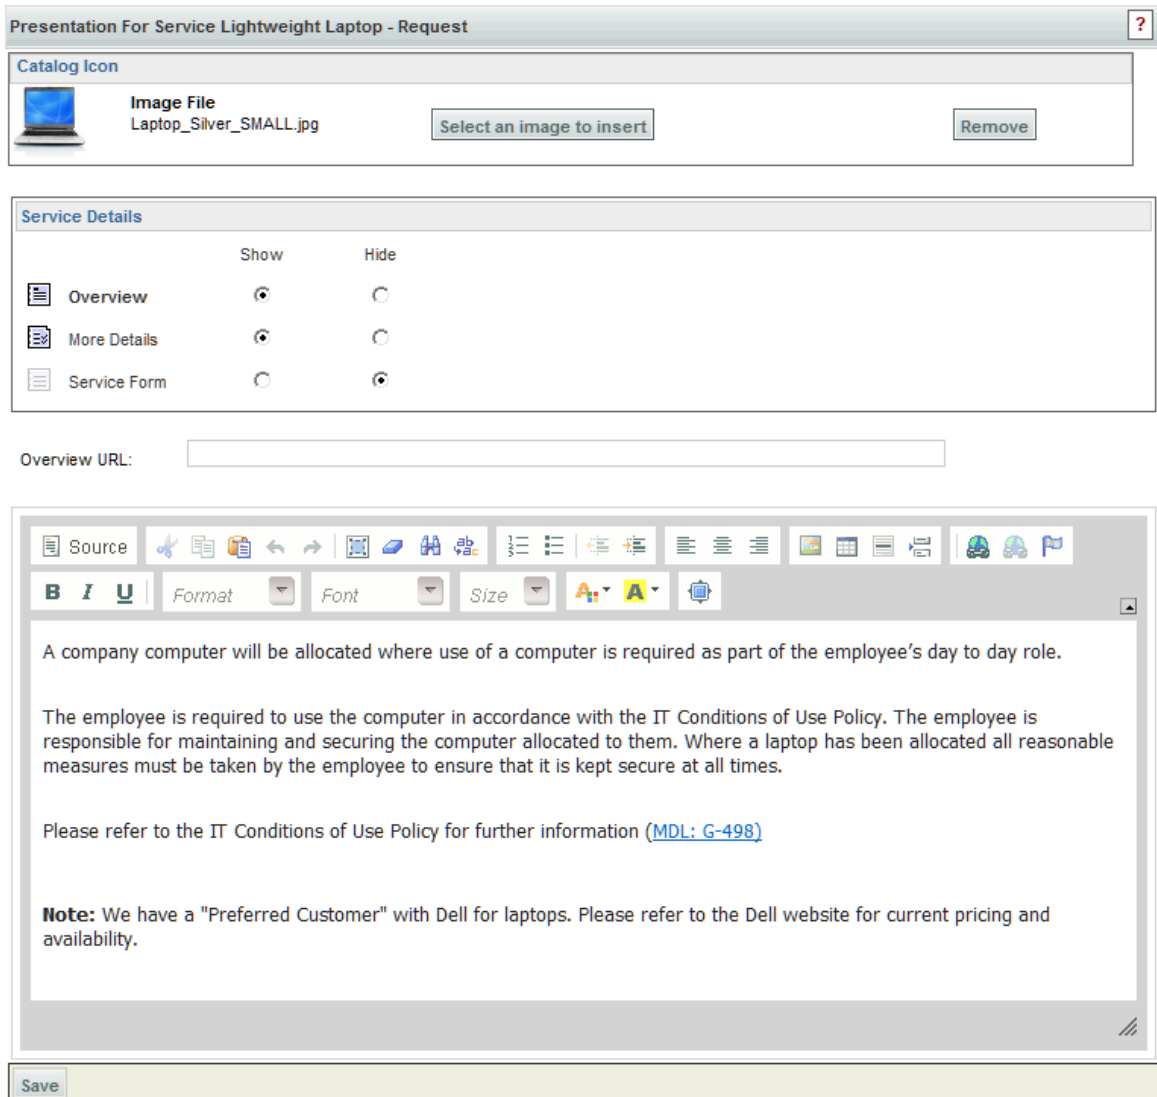 Presentation For Service Lightweight Laptop - Request
?
Catalog Icon
Image File
Laptop_Silver_SMALL.jpg
Select an image to insert
Remove
Service Details
Show Hide
Overview
More Details
Service Form
Overview URL:
Source
B I U Format Font Size A A
A company computer will be allocated where use of a computer is required as part of the employee’s day to day role.
The employee is required to use the computer in accordance with the IT Conditions of Use Policy. The employee is
responsible for maintaining and securing the computer allocated to them. Where a laptop has been allocated all reasonable
measures must be taken by the employee to ensure that it is kept secure at all times.
Please refer to the IT Conditions of Use Policy for further information (MDL: G-498)
Note: We have a "Preferred Customer" with Dell for laptops. Please refer to the Dell website for current pricing and
availability.
Save